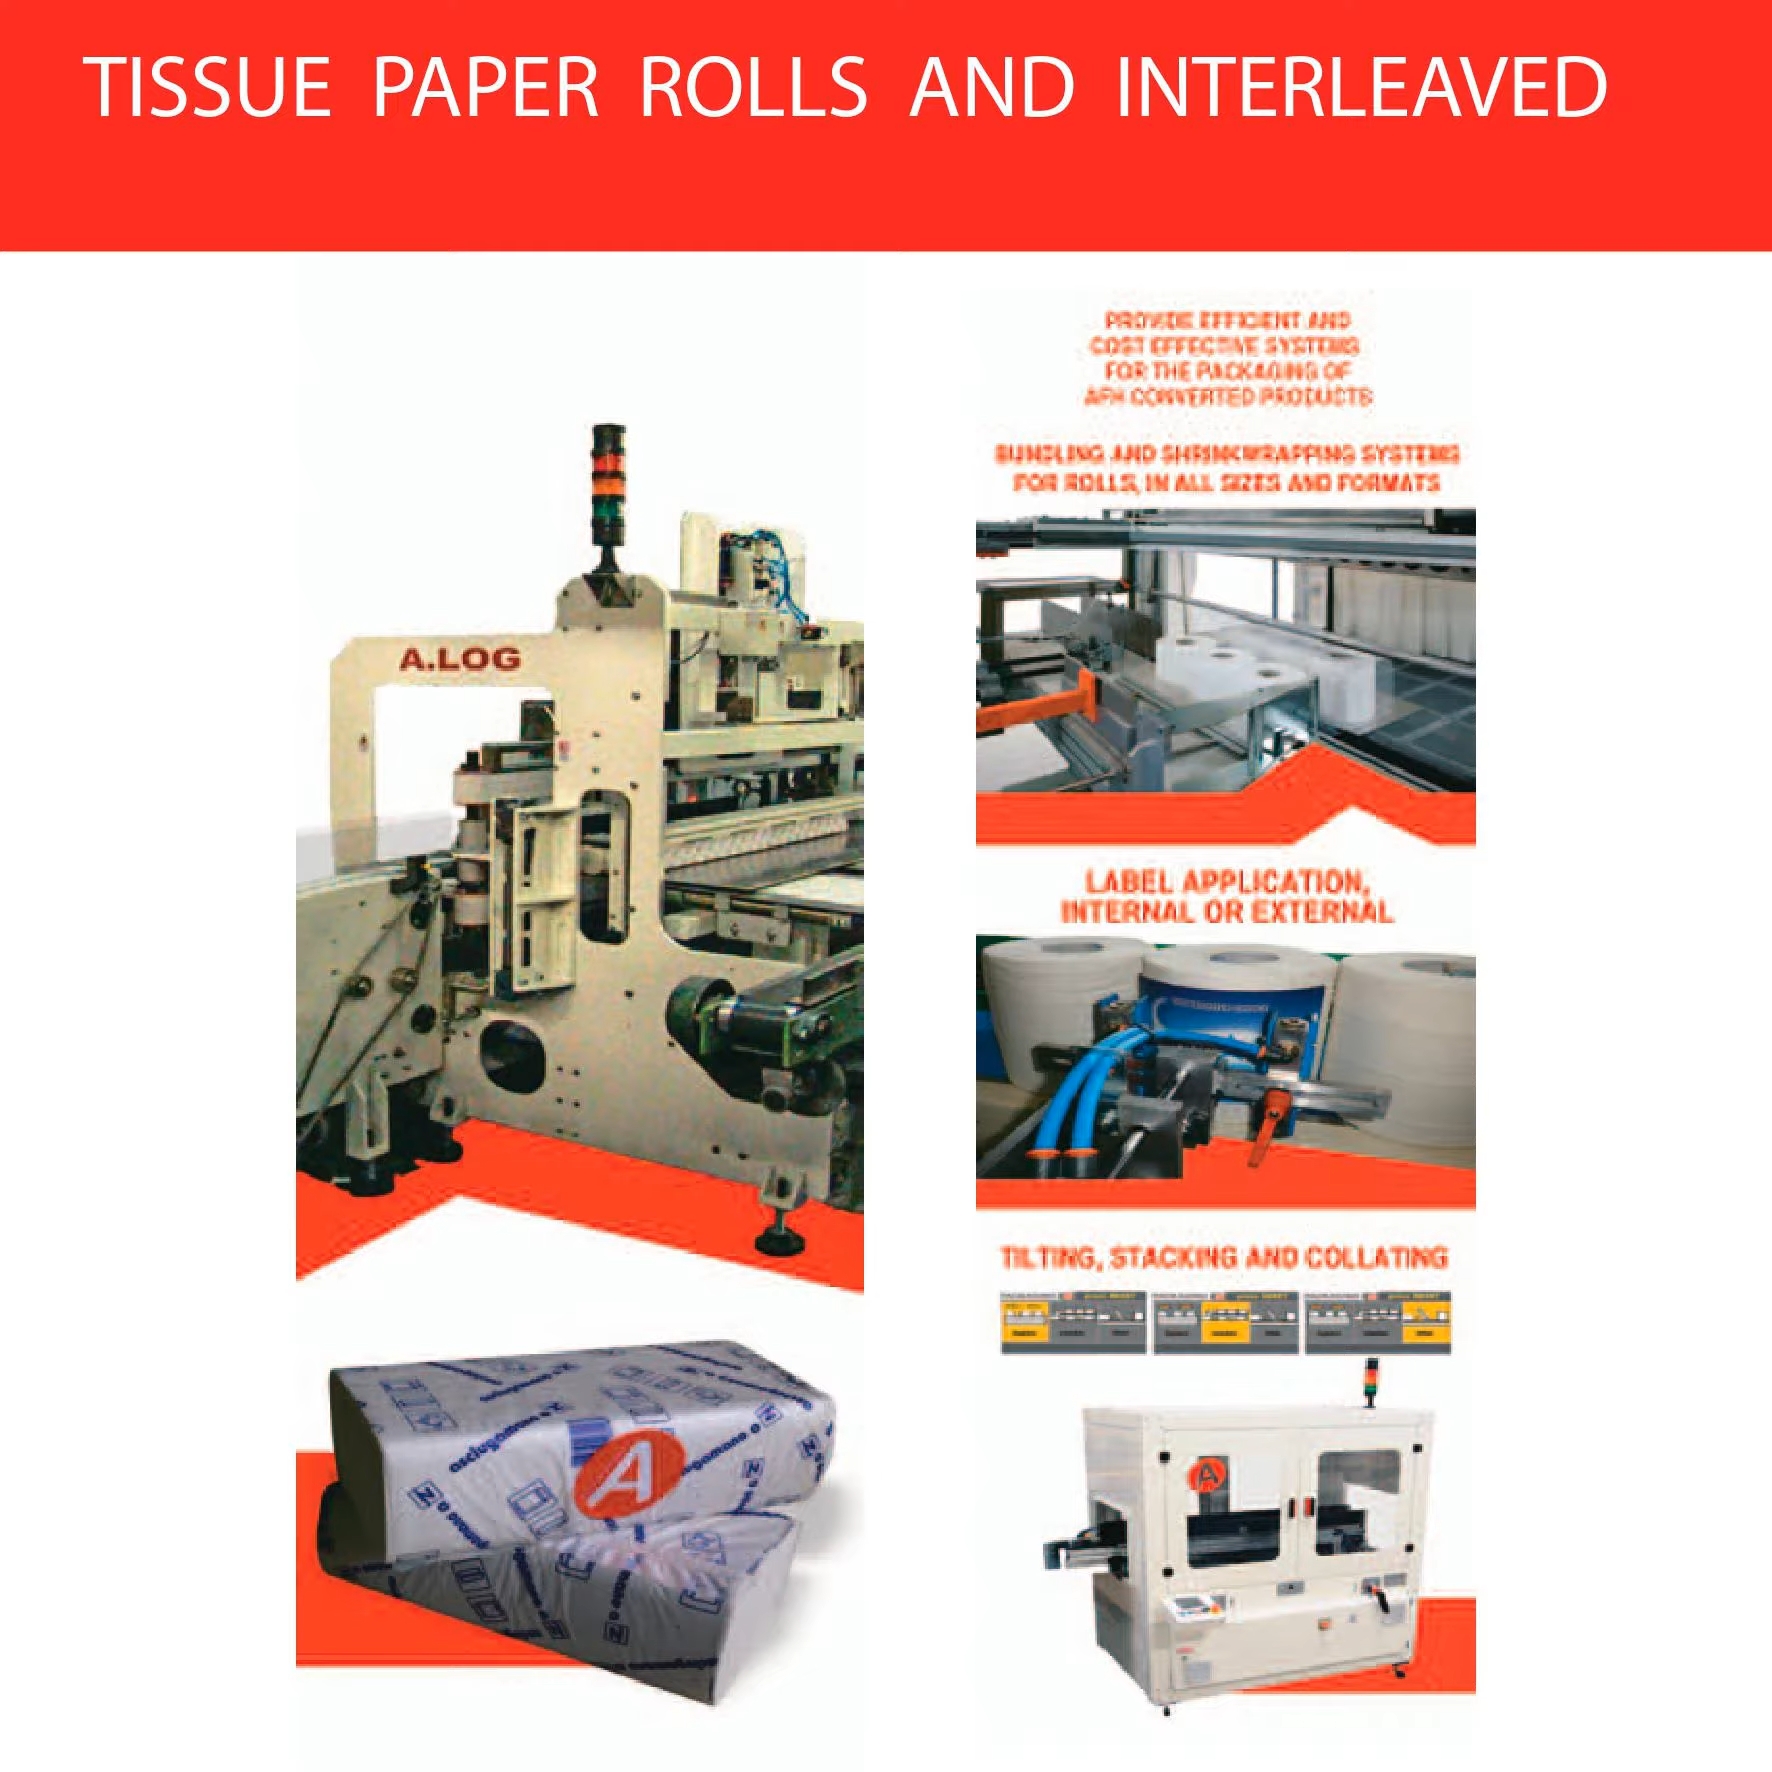 TISSUE PAPER ROLLS AND INTERLEAVED
A.LOG
asciugamano a Z
A
PROVIDE EFFICIENT AND
COST EFFECTIVE SYSTEMS
FOR THE PACKAGING OF
AFH CONVERTED PRODUCTS
BUNDLING AND SHRINKWRAPPING SYSTEMS
FOR ROLLS, IN ALL SIZES AND FORMATS
LABEL APPLICATION,
INTERNAL OR EXTERNAL
TILTING, STACKING AND COLLATING
A